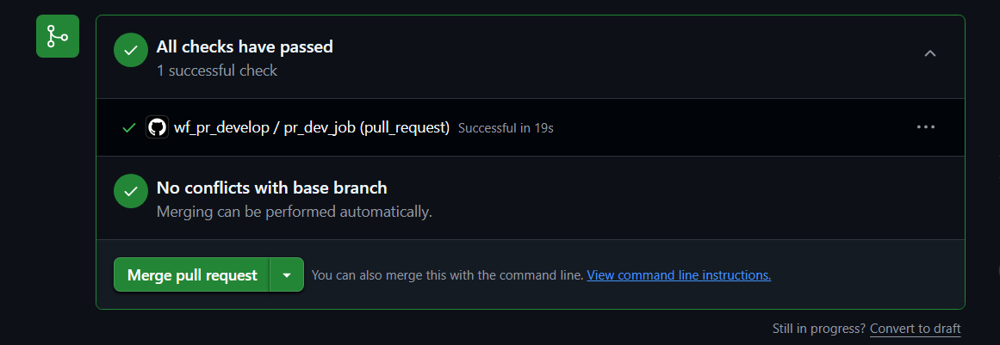 All checks have passed
1 successful check
wf_pr_develop / pr_dev_job (pull_request) Successful in 19s
No conflicts with base branch
Merging can be performed automatically.
Merge pull request You can also merge this with the command line. View command line instructions.
Still in progress? Convert to draft